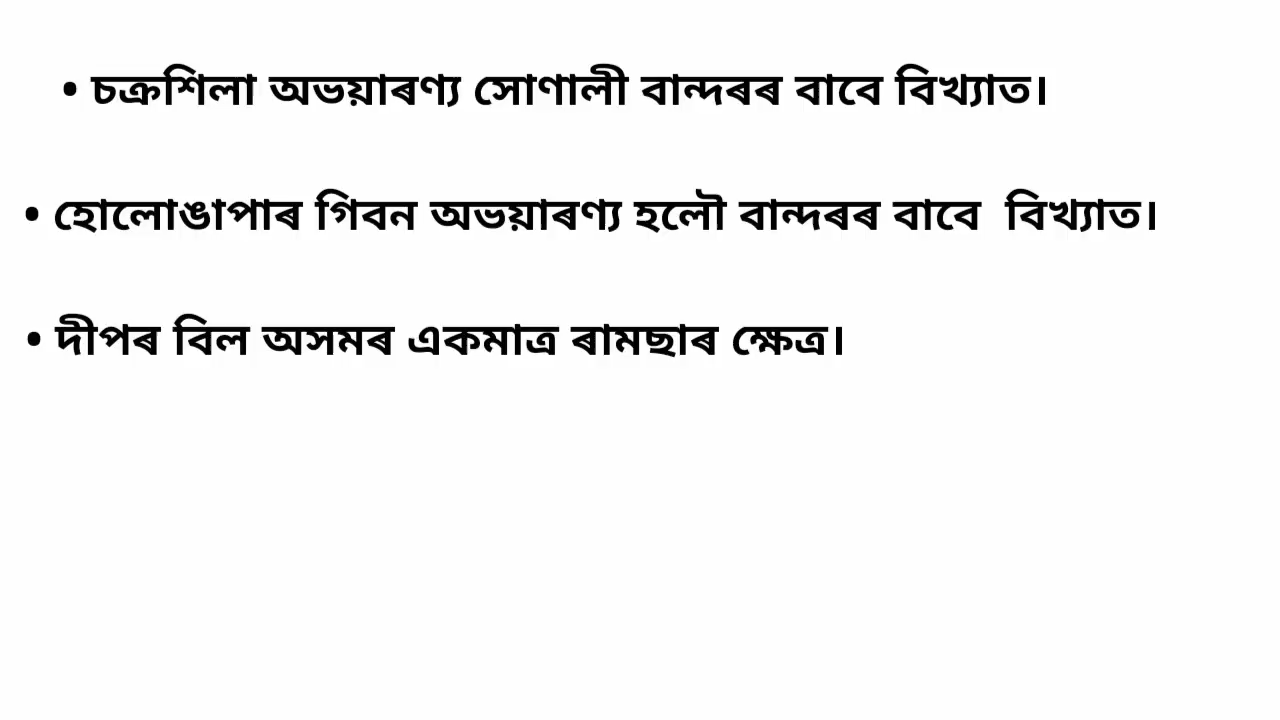 • চক্ৰশিলা অভয়াৰণ্য সোণালী বান্দৰৰ বাবে বিখ্যাত।
• হোলোঙাপাৰ গিবন অভয়াৰণ্য হলৌ বান্দৰৰ বাবে  বিখ্যাত।
• দীপৰ বিল অসমৰ একমাত্ৰ ৰামছাৰ ক্ষেত্ৰ।